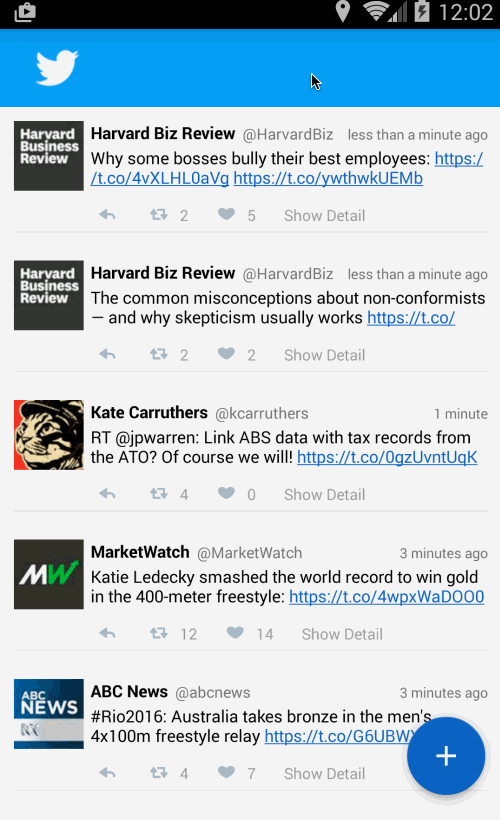 12:02
Harvard Business Review
Harvard Biz Review @HarvardBiz less than a minute ago
Why some bosses bully their best employees: https:/
/t.co/4vXLHL0aVg https://t.co/ywthwkUEMb
2 5 Show Detail
Harvard Business Review
Harvard Biz Review @HarvardBiz less than a minute ago
The common misconceptions about non-conformists
— and why skepticism usually works https://t.co/
2 2 Show Detail
Kate Carruthers @kcarruthers 1 minute
RT @jpwarren: Link ABS data with tax records from
the ATO? Of course we will! https://t.co/0gzUvntUqK
4 0 Show Detail
MW
MarketWatch @MarketWatch 3 minutes ago
Katie Ledecky smashed the world record to win gold
in the 400-meter freestyle: https://t.co/4wpxWaDOO0
12 14 Show Detail
ABC NEWS
ABC News @abcnews 3 minutes ago
#Rio2016: Australia takes bronze in the men's
4x100m freestyle relay https://t.co/G6UBW
4 7 Show Detail